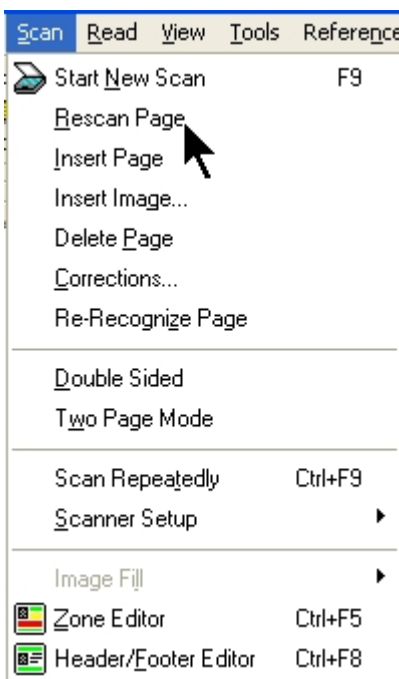 Scan Read View Tools Reference
Start New Scan F9
Rescan Page
Insert Page
Insert Image...
Delete Page
Corrections...
Re-Recognize Page
Double Sided
Two Page Mode
Scan Repeatedly Ctrl+F9
Scanner Setup
Image Fill
Zone Editor Ctrl+F5
Header/Footer Editor Ctrl+F8